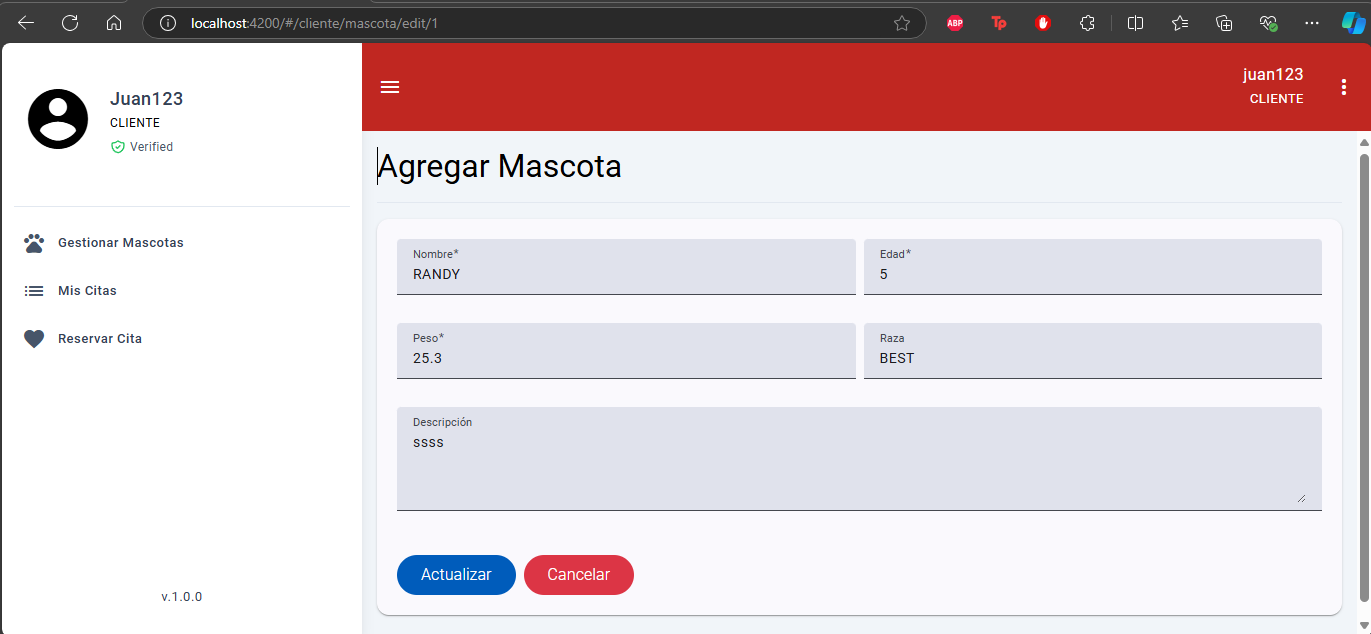 localhost:4200/#/cliente/mascota/edit/1
ABP
Tp
Juan123
CLIENTE
Verified
Gestionar Mascotas
Mis Citas
Reservar Cita
v.1.0.0
juan123
CLIENTE
Agregar Mascota
Nombre*
RANDY
Edad*
5
Peso*
25.3
Raza
BEST
Descripción
ssss
Actualizar
Cancelar